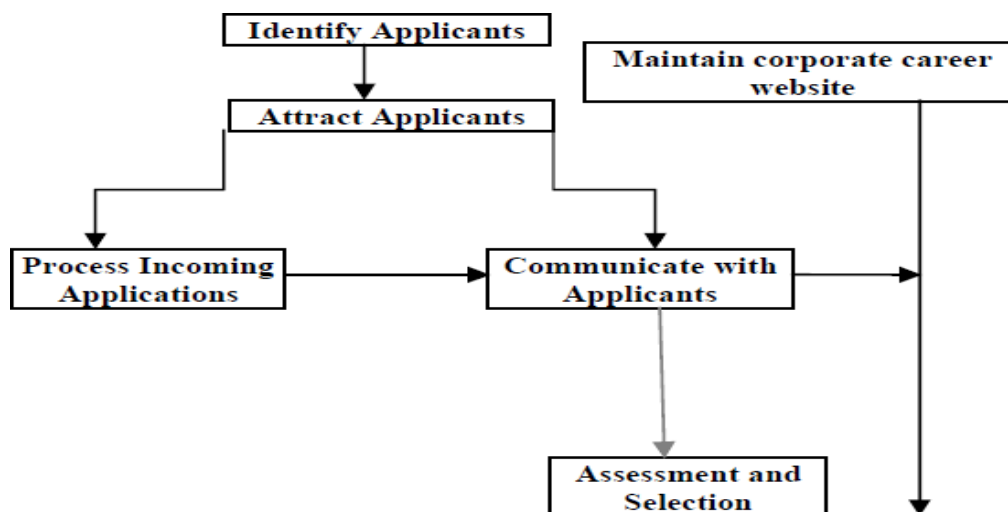 Identify Applicants
Maintain corporate career
website
Attract Applicants
Process Incoming
Applications
Communicate with
Applicants
Assessment and
Selection